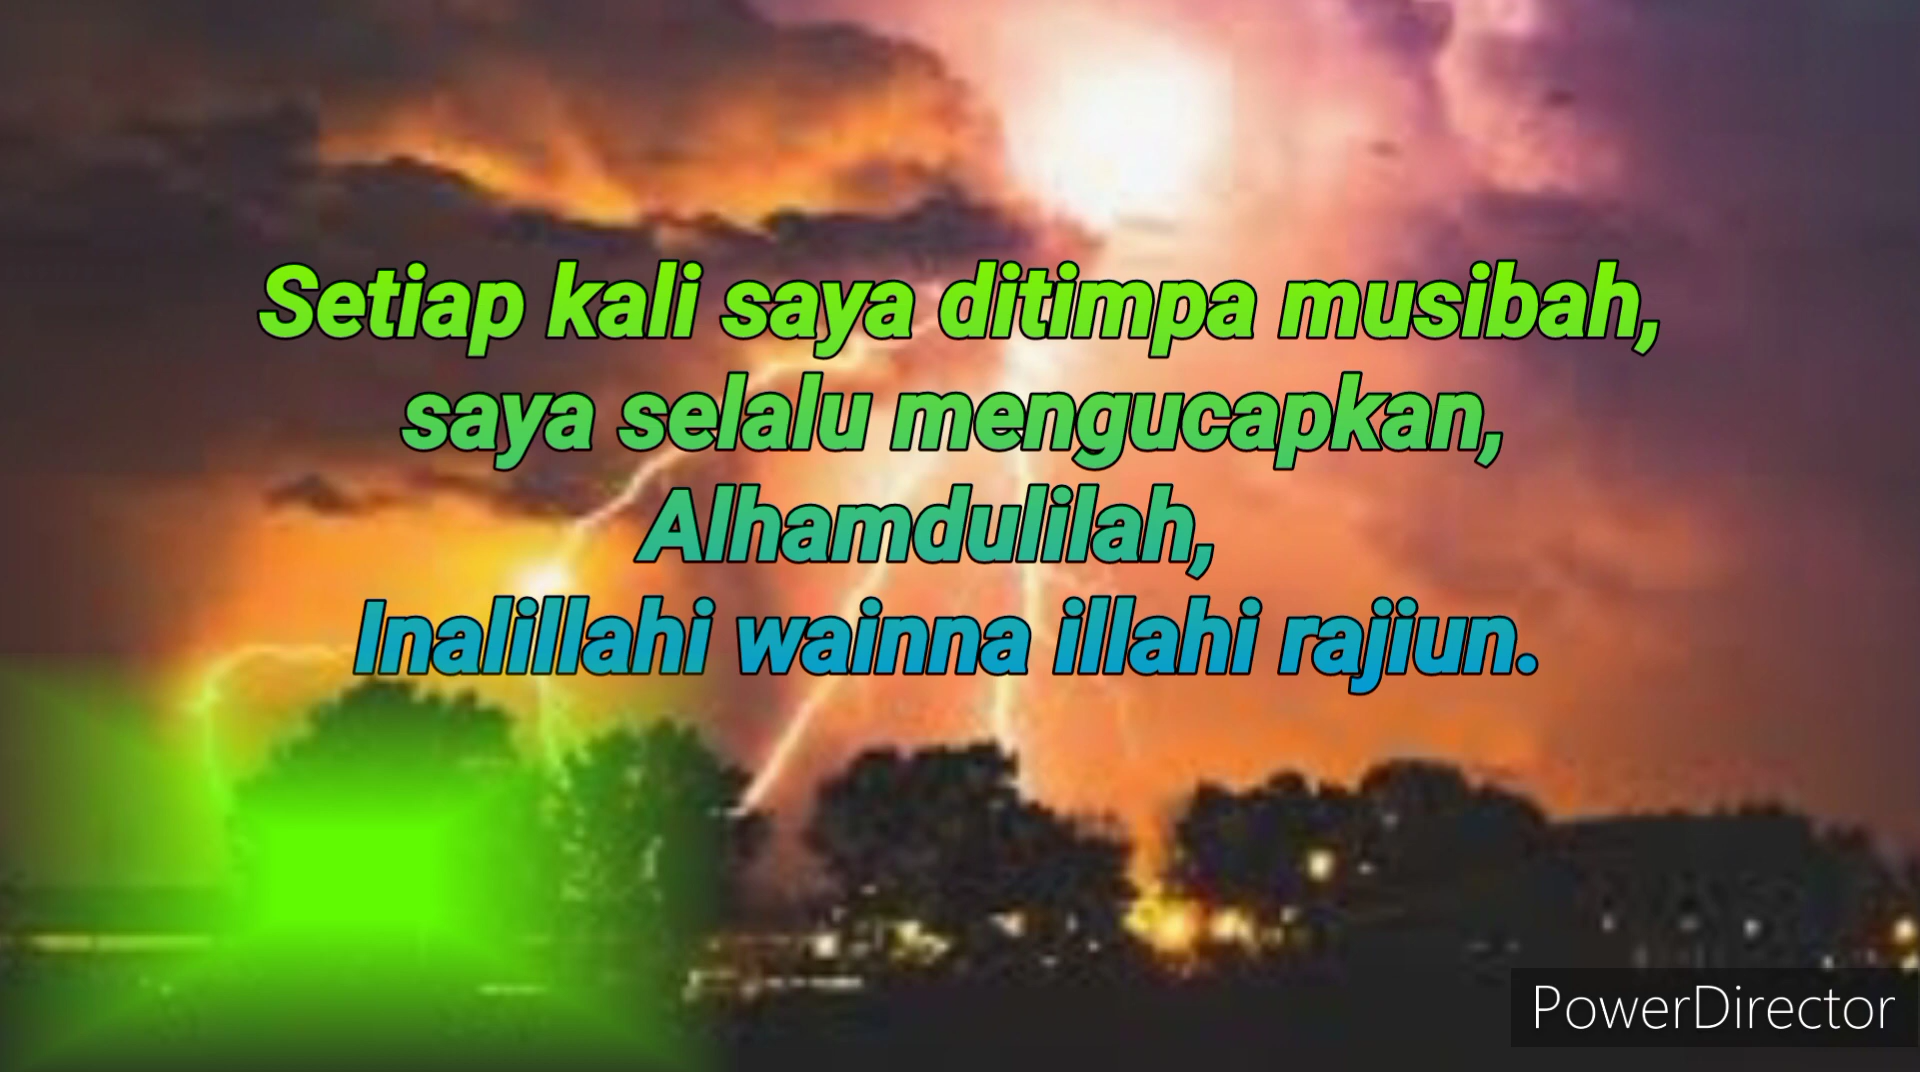 Setiap kali saya ditimpa musibah,
saya selalu mengucapkan,
Alhamdulilah,
Inalillahi wainna illahi rajiun.
PowerDirector